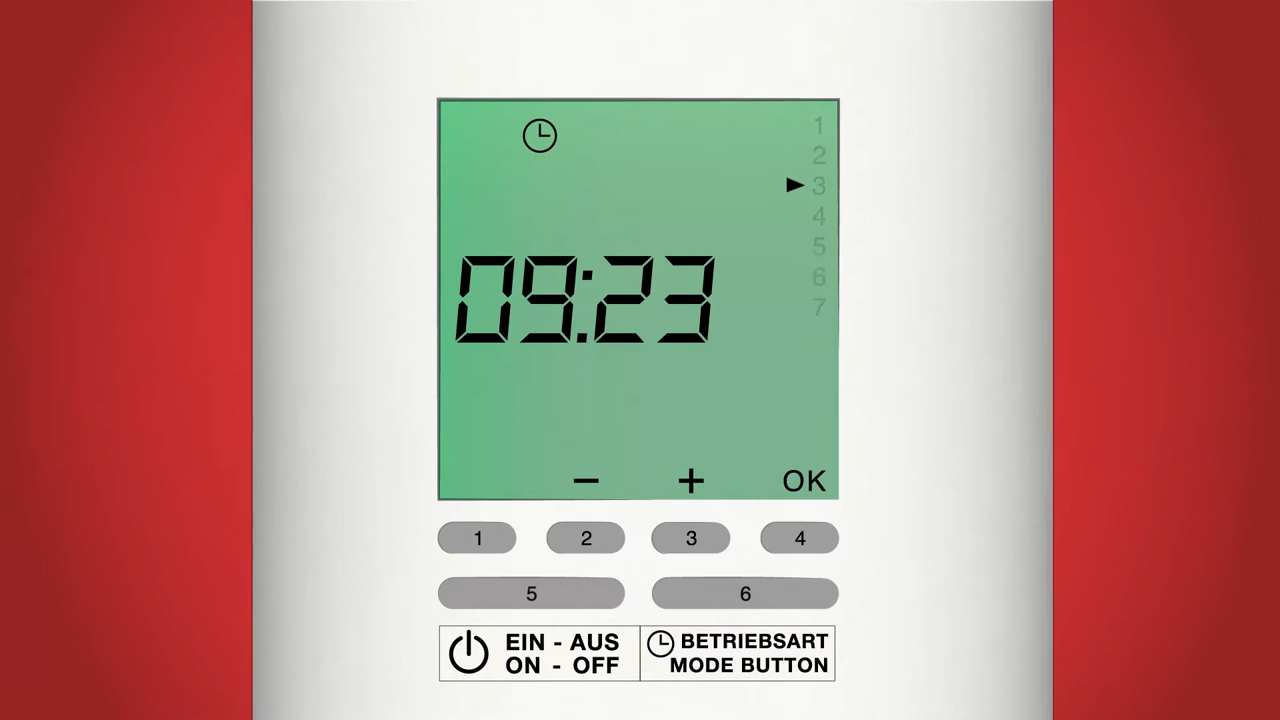 1
2
3
4
5
6
7
09:23
− + OK
1 2 3 4
5 6
EIN - AUS
ON - OFF
BETRIEBSART
MODE BUTTON